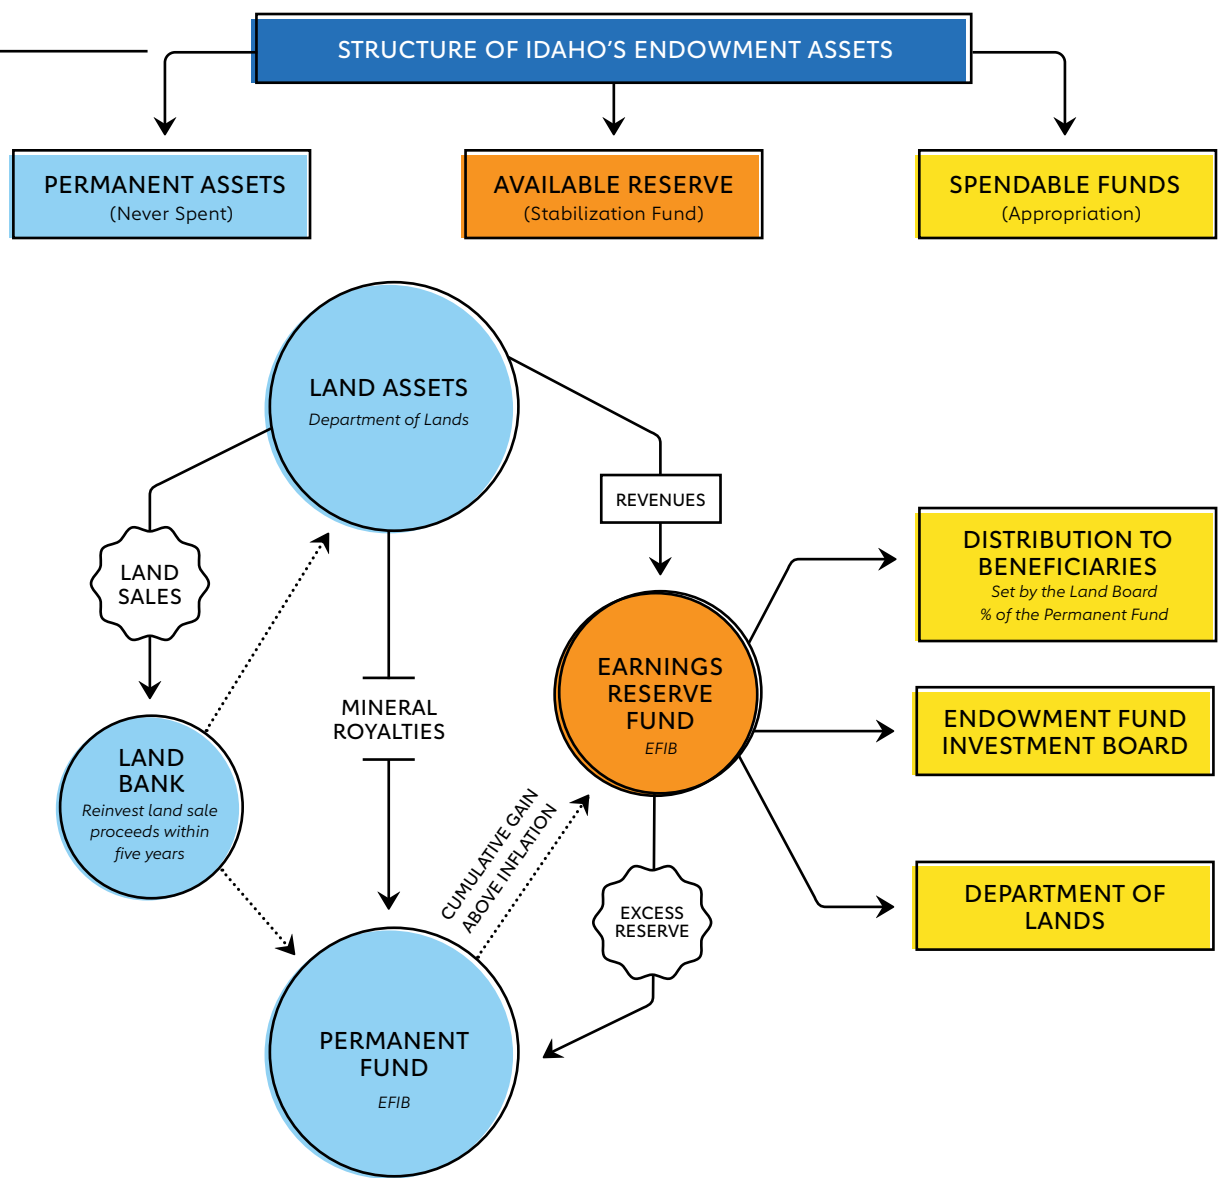 STRUCTURE OF IDAHO’S ENDOWMENT ASSETS
PERMANENT ASSETS
(Never Spent)
AVAILABLE RESERVE
(Stabilization Fund)
SPENDABLE FUNDS
(Appropriation)
LAND ASSETS
Department of Lands
REVENUES
LAND
SALES
DISTRIBUTION TO
BENEFICIARIES
Set by the Land Board
% of the Permanent Fund
EARNINGS
RESERVE
FUND
EFIB
MINERAL
ROYALTIES
ENDOWMENT FUND
INVESTMENT BOARD
LAND
BANK
Reinvest land sale
proceeds within
five years
CUMULATIVE GAIN
ABOVE INFLATION
EXCESS
RESERVE
DEPARTMENT OF
LANDS
PERMANENT
FUND
EFIB